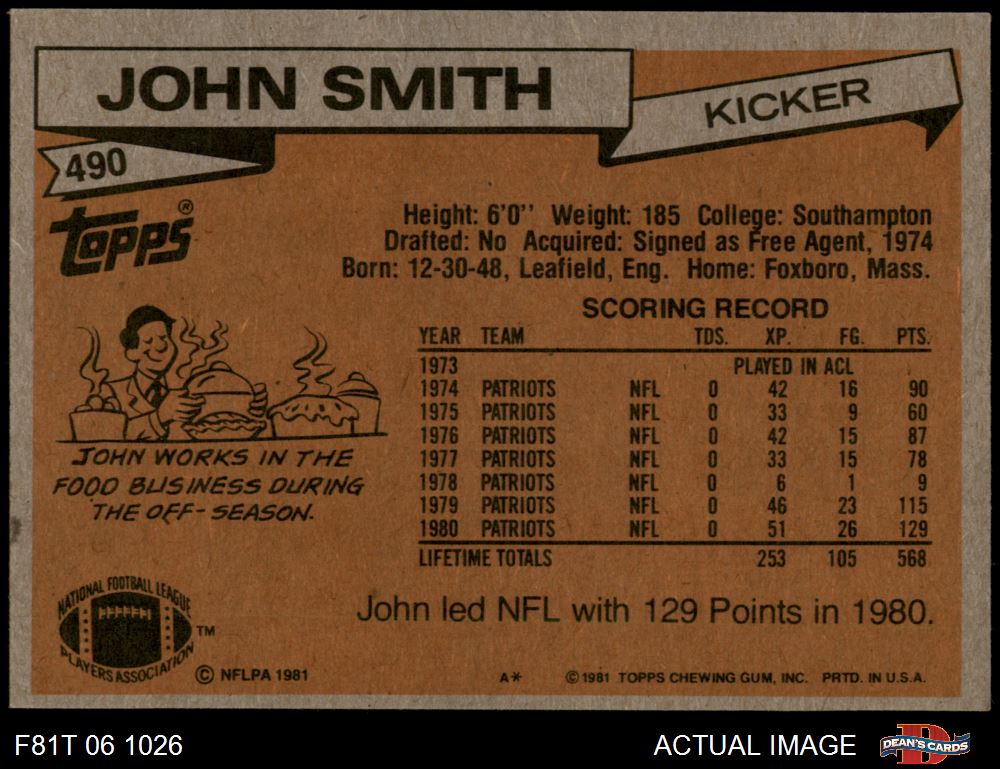 JOHN SMITH
KICKER
490
Topps®
Height: 6'0'' Weight: 185 College: Southampton
Drafted: No Acquired: Signed as Free Agent, 1974
Born: 12-30-48, Leafield, Eng. Home: Foxboro, Mass.
SCORING RECORD
YEAR TEAM TDS. XP. FG. PTS.
1973 PLAYED IN ACL
1974 PATRIOTS NFL 0 42 16 90
1975 PATRIOTS NFL 0 33 9 60
1976 PATRIOTS NFL 0 42 15 87
1977 PATRIOTS NFL 0 33 15 78
1978 PATRIOTS NFL 0 6 1 9
1979 PATRIOTS NFL 0 46 23 115
1980 PATRIOTS NFL 0 51 26 129
LIFETIME TOTALS 253 105 568
JOHN WORKS IN THE
FOOD BUSINESS DURING
THE OFF-SEASON.
John led NFL with 129 Points in 1980.
NATIONAL FOOTBALL LEAGUE
PLAYERS ASSOCIATION
TM
© NFLPA 1981
A* © 1981 TOPPS CHEWING GUM, INC. PRTD. IN U.S.A.
F81T 06 1026
ACTUAL IMAGE
DEAN'S CARDS